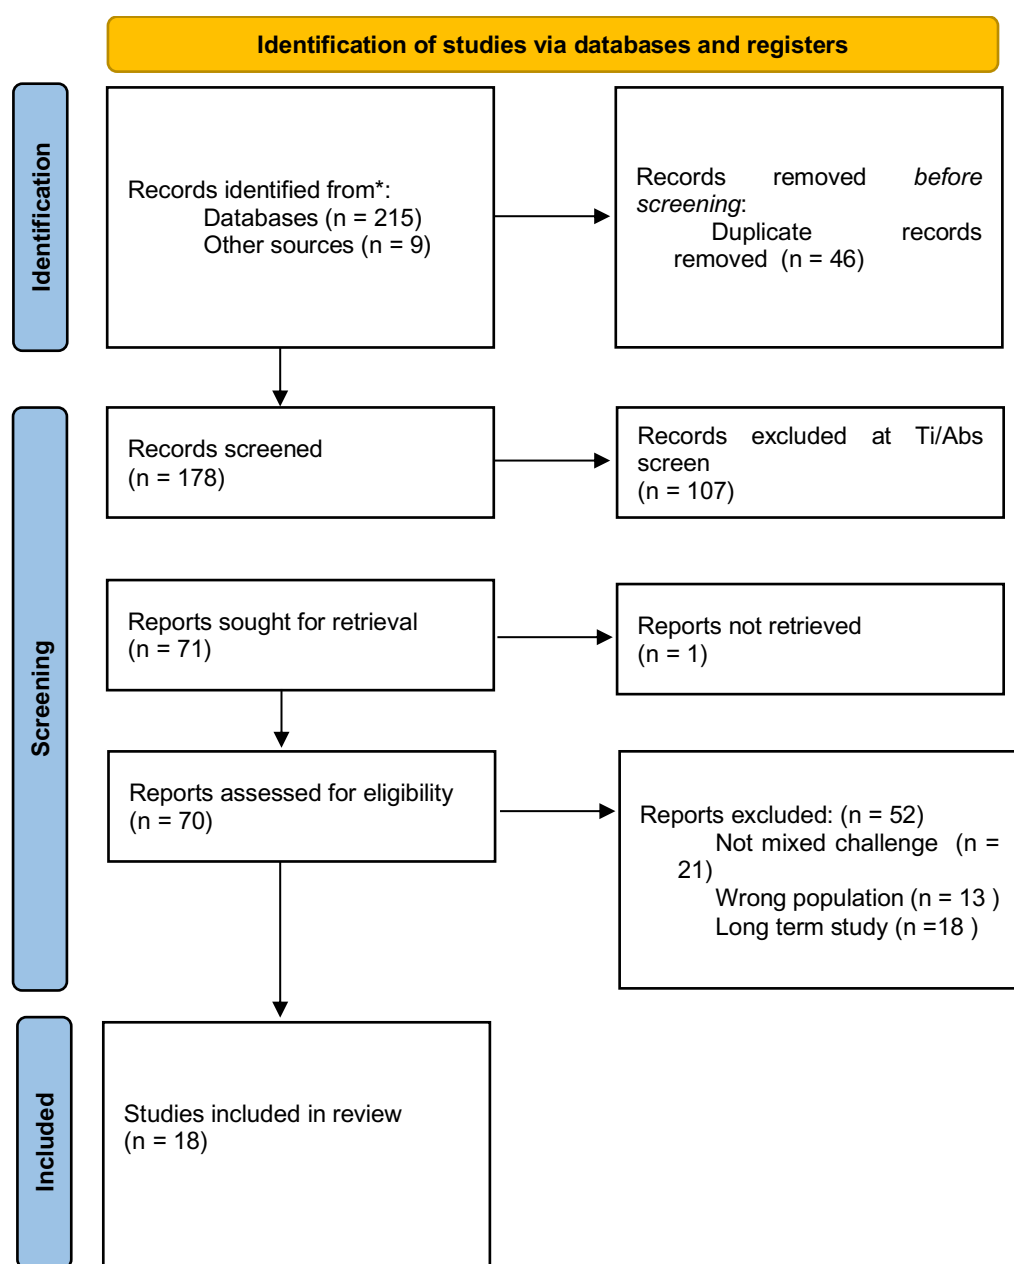 Identification of studies via databases and registers
Identification
Records identified from*:
Databases (n = 215)
Other sources (n = 9)
Records removed before
screening:
Duplicate records
removed (n = 46)
Screening
Records screened
(n = 178)
Records excluded at Ti/Abs
screen
(n = 107)
Reports sought for retrieval
(n = 71)
Reports not retrieved
(n = 1)
Reports assessed for eligibility
(n = 70)
Reports excluded: (n = 52)
Not mixed challenge (n =
21)
Wrong population (n = 13 )
Long term study (n =18 )
Included
Studies included in review
(n = 18)